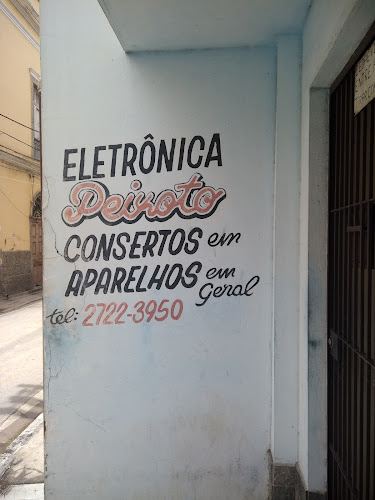 ELETRÔNICA
Peixoto
CONSERTOS em
APARELHOS em
Geral
tel: 2722-3950